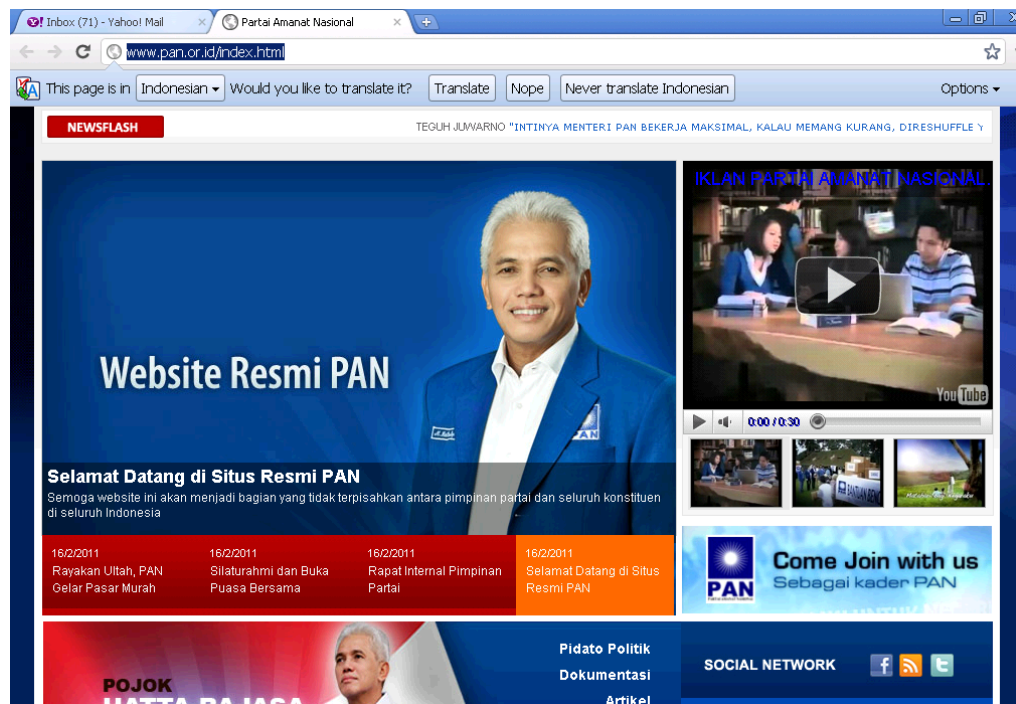 Inbox (71) - Yahoo! Mail
Partai Amanat Nasional
www.pan.or.id/index.html
This page is in Indonesian Would you like to translate it? Translate Nope Never translate Indonesian Options
NEWSFLASH
TEGUH JUWARNO "INTINYA MENTERI PAN BEKERJA MAKSIMAL, KALAU MEMANG KURANG, DIRESHUFFLE Y
Website Resmi PAN
PAN
Selamat Datang di Situs Resmi PAN
Semoga website ini akan menjadi bagian yang tidak terpisahkan antara pimpinan partai dan seluruh konstituen
di seluruh Indonesia
IKLAN PARTAI AMANAT NASIONAL.
YouTube
0:00 / 0:30
16/2/2011
Rayakan Ultah, PAN
Gelar Pasar Murah
16/2/2011
Silaturahmi dan Buka
Puasa Bersama
16/2/2011
Rapat Internal Pimpinan
Partai
16/2/2011
Selamat Datang di Situs
Resmi PAN
PAN
Come Join with us
Sebagai kader PAN
POJOK
HATTA RAJASA
Pidato Politik
Dokumentasi
Artikel
SOCIAL NETWORK